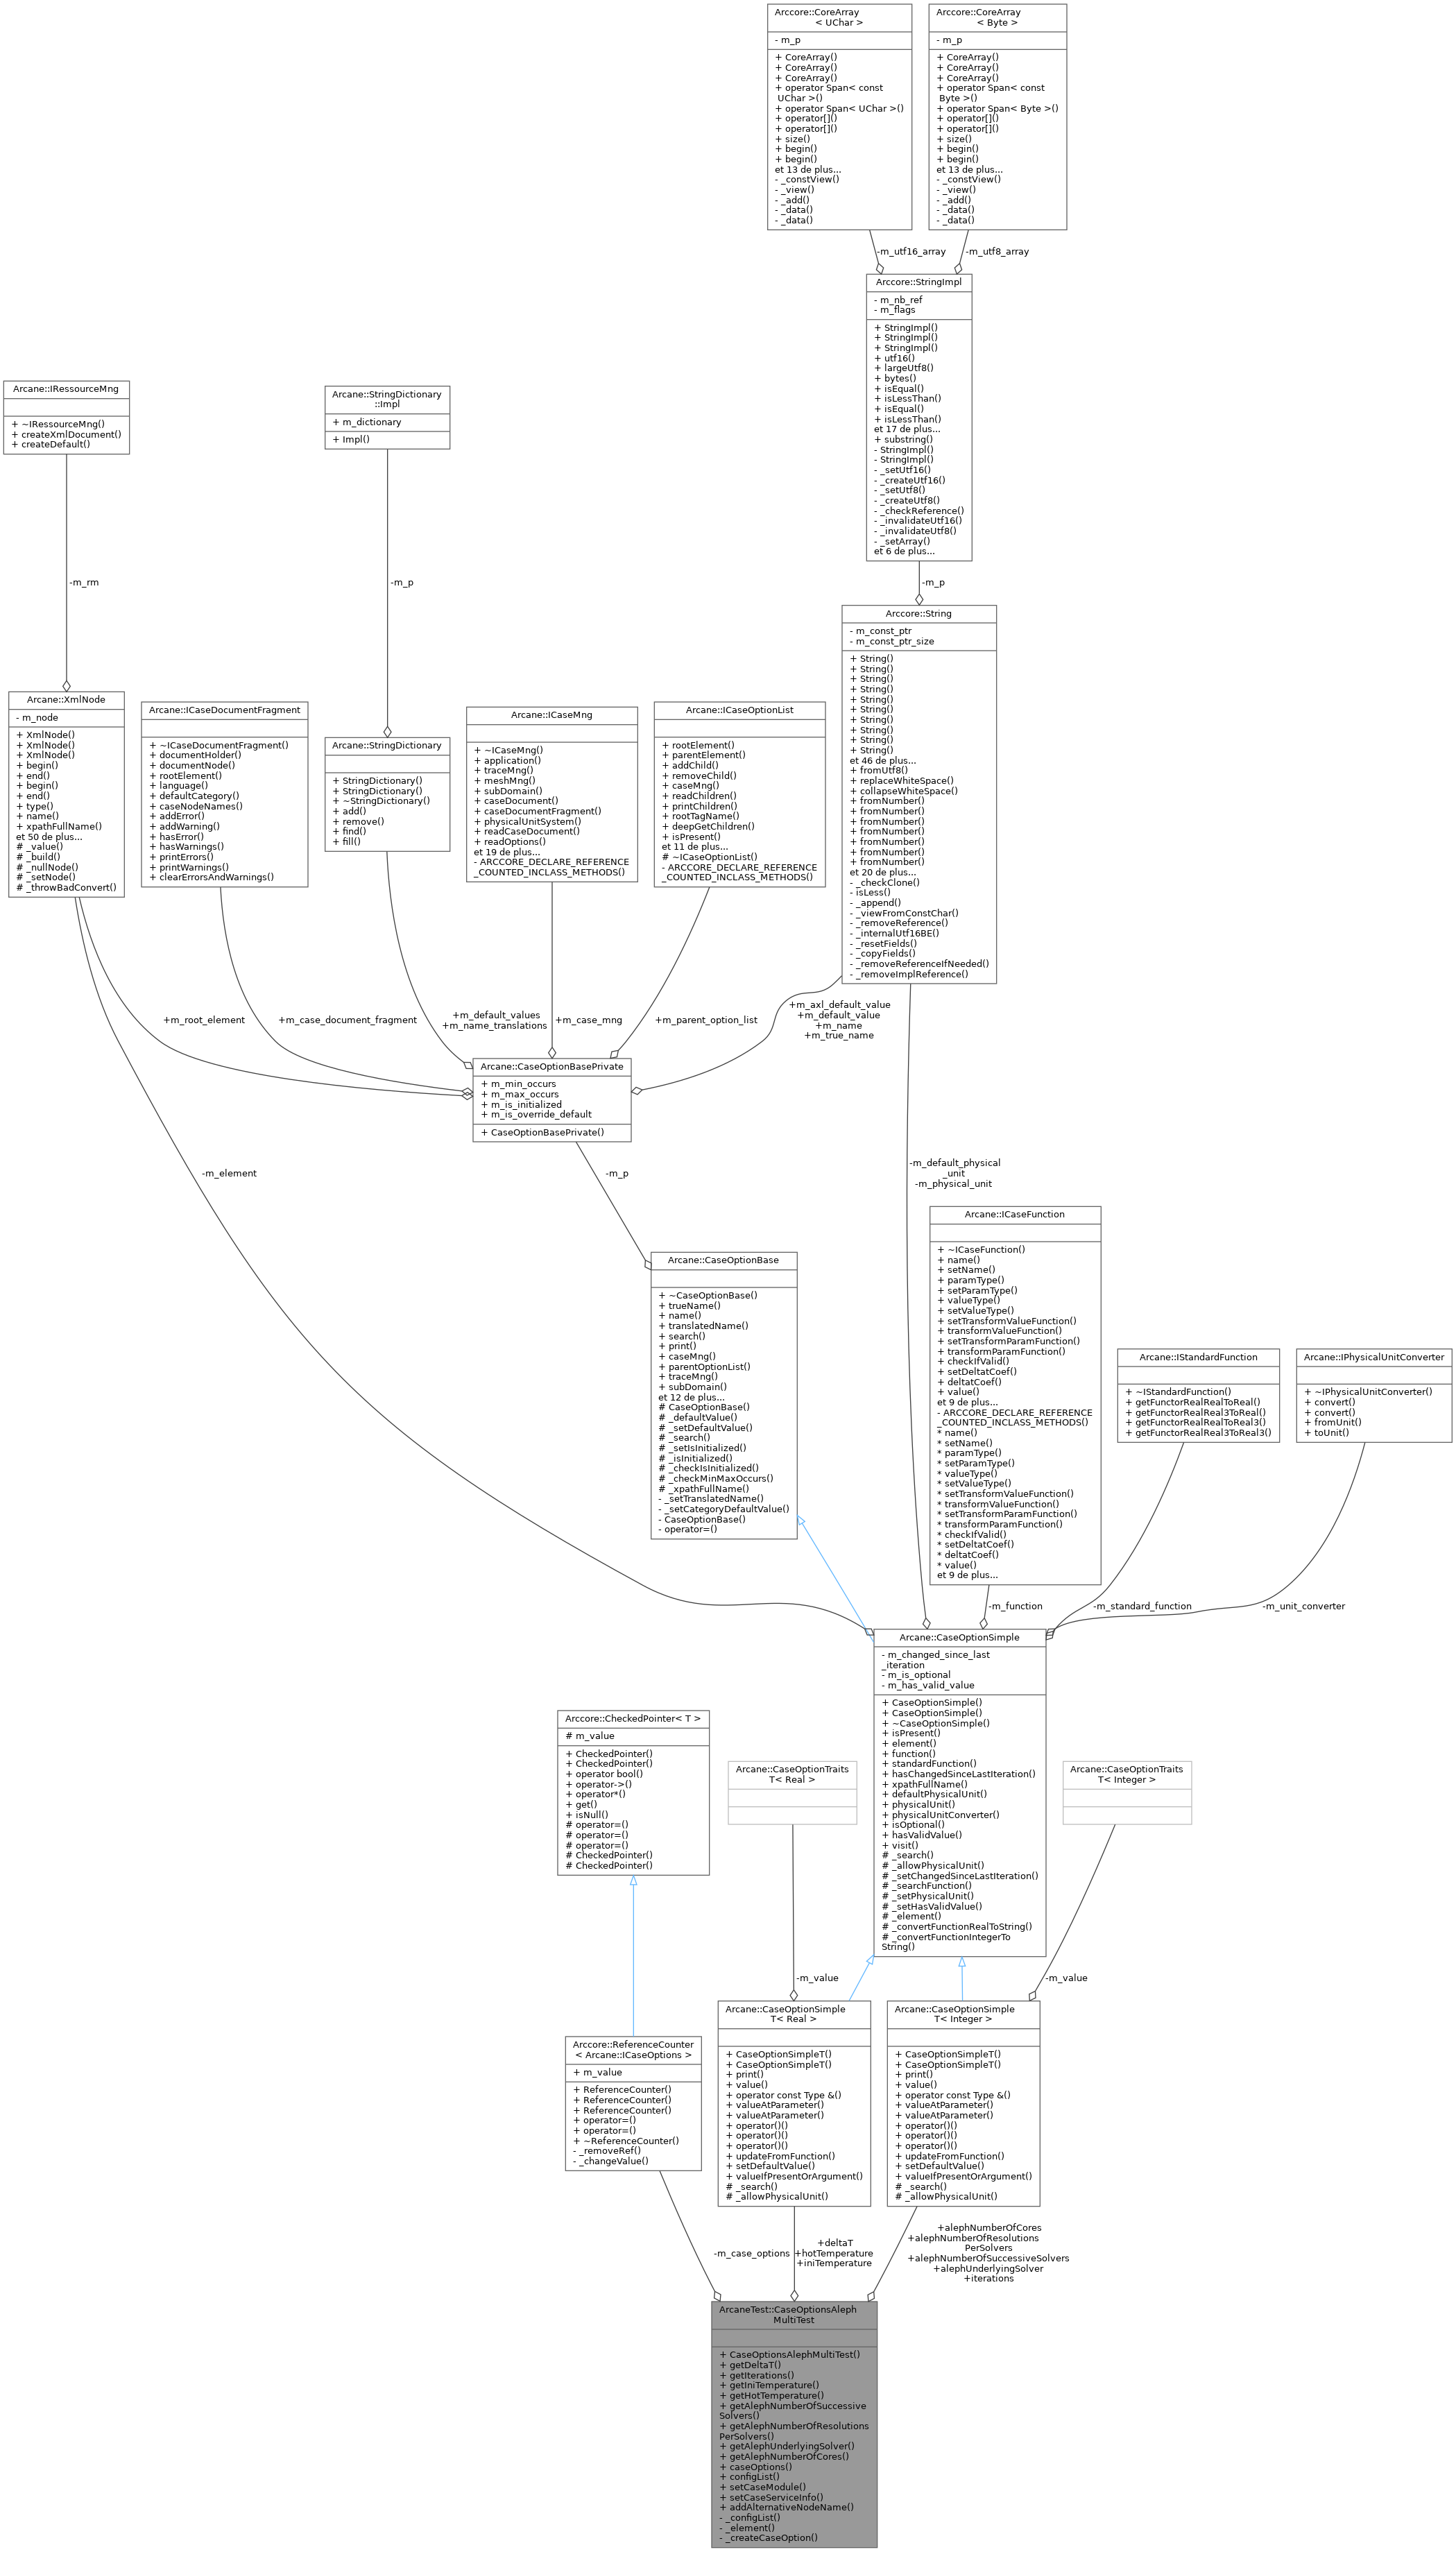 Arccore::CoreArray
< UChar >
- m_p
+ CoreArray()
+ CoreArray()
+ CoreArray()
+ operator Span< const
UChar >()
+ operator Span< UChar >()
+ operator[]()
+ operator[]()
+ size()
+ begin()
+ begin()
et 13 de plus...
- _constView()
- _view()
- _add()
- _data()
- _data()
Arccore::CoreArray
< Byte >
- m_p
+ CoreArray()
+ CoreArray()
+ CoreArray()
+ operator Span< const
Byte >()
+ operator Span< Byte >()
+ operator[]()
+ operator[]()
+ size()
+ begin()
+ begin()
et 13 de plus...
- _constView()
- _view()
- _add()
- _data()
- _data()
-m_utf16_array
-m_utf8_array
Arccore::StringImpl
- m_nb_ref
- m_flags
+ StringImpl()
+ StringImpl()
+ StringImpl()
+ utf16()
+ largeUtf8()
+ bytes()
+ isEqual()
+ isLessThan()
+ isEqual()
+ isLessThan()
et 17 de plus...
+ substring()
- StringImpl()
- StringImpl()
- _setUtf16()
- _createUtf16()
- _setUtf8()
- _createUtf8()
- _checkReference()
- _invalidateUtf16()
- _invalidateUtf8()
- _setArray()
et 6 de plus...
Arcane::IRessourceMng
+ ~IRessourceMng()
+ createXmlDocument()
+ createDefault()
Arcane::StringDictionary
::Impl
+ m_dictionary
+ Impl()
-m_rm
-m_p
-m_p
Arccore::String
- m_const_ptr
- m_const_ptr_size
+ String()
+ String()
+ String()
+ String()
+ String()
+ String()
+ String()
+ String()
+ String()
+ String()
et 46 de plus...
+ fromUtf8()
+ replaceWhiteSpace()
+ collapseWhiteSpace()
+ fromNumber()
+ fromNumber()
+ fromNumber()
+ fromNumber()
+ fromNumber()
+ fromNumber()
+ fromNumber()
et 20 de plus...
- _checkClone()
- isLess()
- _append()
- _viewFromConstChar()
- _removeReference()
- _internalUtf16BE()
- _resetFields()
- _copyFields()
- _removeReferenceIfNeeded()
- _removeImplReference()
Arcane::XmlNode
- m_node
+ XmlNode()
+ XmlNode()
+ XmlNode()
+ begin()
+ end()
+ begin()
+ end()
+ type()
+ name()
+ xpathFullName()
et 50 de plus...
# _value()
# _build()
# _nullNode()
# _setNode()
# _throwBadConvert()
Arcane::ICaseDocumentFragment
+ ~ICaseDocumentFragment()
+ documentHolder()
+ documentNode()
+ rootElement()
+ language()
+ defaultCategory()
+ caseNodeNames()
+ addError()
+ addWarning()
+ hasError()
+ hasWarnings()
+ printErrors()
+ printWarnings()
+ clearErrorsAndWarnings()
Arcane::StringDictionary
+ StringDictionary()
+ StringDictionary()
+ ~StringDictionary()
+ add()
+ remove()
+ find()
+ fill()
Arcane::ICaseMng
+ ~ICaseMng()
+ application()
+ traceMng()
+ meshMng()
+ subDomain()
+ caseDocument()
+ caseDocumentFragment()
+ physicalUnitSystem()
+ readCaseDocument()
+ readOptions()
et 19 de plus...
- ARCCORE_DECLARE_REFERENCE
_COUNTED_INCLASS_METHODS()
Arcane::ICaseOptionList
+ rootElement()
+ parentElement()
+ addChild()
+ removeChild()
+ caseMng()
+ readChildren()
+ printChildren()
+ rootTagName()
+ deepGetChildren()
+ isPresent()
et 11 de plus...
# ~ICaseOptionList()
- ARCCORE_DECLARE_REFERENCE
_COUNTED_INCLASS_METHODS()
+m_root_element
+m_case_document_fragment
+m_default_values
+m_name_translations
+m_case_mng
+m_parent_option_list
+m_axl_default_value
+m_default_value
+m_name
+m_true_name
Arcane::CaseOptionBasePrivate
+ m_min_occurs
+ m_max_occurs
+ m_is_initialized
+ m_is_override_default
+ CaseOptionBasePrivate()
-m_element
-m_p
-m_default_physical
_unit
-m_physical_unit
Arcane::CaseOptionBase
+ ~CaseOptionBase()
+ trueName()
+ name()
+ translatedName()
+ search()
+ print()
+ caseMng()
+ parentOptionList()
+ traceMng()
+ subDomain()
et 12 de plus...
# CaseOptionBase()
# _defaultValue()
# _setDefaultValue()
# _search()
# _setIsInitialized()
# _isInitialized()
# _checkIsInitialized()
# _checkMinMaxOccurs()
# _xpathFullName()
- _setTranslatedName()
- _setCategoryDefaultValue()
- CaseOptionBase()
- operator=()
Arcane::ICaseFunction
+ ~ICaseFunction()
+ name()
+ setName()
+ paramType()
+ setParamType()
+ valueType()
+ setValueType()
+ setTransformValueFunction()
+ transformValueFunction()
+ setTransformParamFunction()
+ transformParamFunction()
+ checkIfValid()
+ setDeltatCoef()
+ deltatCoef()
+ value()
et 9 de plus...
- ARCCORE_DECLARE_REFERENCE
_COUNTED_INCLASS_METHODS()
* name()
* setName()
* paramType()
* setParamType()
* valueType()
* setValueType()
* setTransformValueFunction()
* transformValueFunction()
* setTransformParamFunction()
* transformParamFunction()
* checkIfValid()
* setDeltatCoef()
* deltatCoef()
* value()
et 9 de plus...
Arcane::IStandardFunction
+ ~IStandardFunction()
+ getFunctorRealRealToReal()
+ getFunctorRealReal3ToReal()
+ getFunctorRealRealToReal3()
+ getFunctorRealReal3ToReal3()
Arcane::IPhysicalUnitConverter
+ ~IPhysicalUnitConverter()
+ convert()
+ convert()
+ fromUnit()
+ toUnit()
-m_function
-m_standard_function
-m_unit_converter
Arcane::CaseOptionSimple
- m_changed_since_last
_iteration
- m_is_optional
- m_has_valid_value
+ CaseOptionSimple()
+ CaseOptionSimple()
+ ~CaseOptionSimple()
+ isPresent()
+ element()
+ function()
+ standardFunction()
+ hasChangedSinceLastIteration()
+ xpathFullName()
+ defaultPhysicalUnit()
+ physicalUnit()
+ physicalUnitConverter()
+ isOptional()
+ hasValidValue()
+ visit()
# _search()
# _allowPhysicalUnit()
# _setChangedSinceLastIteration()
# _searchFunction()
# _setPhysicalUnit()
# _setHasValidValue()
# _element()
# _convertFunctionRealToString()
# _convertFunctionIntegerTo
String()
Arccore::CheckedPointer< T >
# m_value
+ CheckedPointer()
+ CheckedPointer()
+ operator bool()
+ operator->()
+ operator*()
+ get()
+ isNull()
# operator=()
# operator=()
# operator=()
# CheckedPointer()
# CheckedPointer()
Arcane::CaseOptionTraits
T< Real >
Arcane::CaseOptionTraits
T< Integer >
-m_value
-m_value
Arccore::ReferenceCounter
< Arcane::ICaseOptions >
+ m_value
+ ReferenceCounter()
+ ReferenceCounter()
+ ReferenceCounter()
+ operator=()
+ operator=()
+ ~ReferenceCounter()
- _removeRef()
- _changeValue()
Arcane::CaseOptionSimple
T< Real >
+ CaseOptionSimpleT()
+ CaseOptionSimpleT()
+ print()
+ value()
+ operator const Type &()
+ valueAtParameter()
+ valueAtParameter()
+ operator()()
+ operator()()
+ operator()()
+ updateFromFunction()
+ setDefaultValue()
+ valueIfPresentOrArgument()
# _search()
# _allowPhysicalUnit()
Arcane::CaseOptionSimple
T< Integer >
+ CaseOptionSimpleT()
+ CaseOptionSimpleT()
+ print()
+ value()
+ operator const Type &()
+ valueAtParameter()
+ valueAtParameter()
+ operator()()
+ operator()()
+ operator()()
+ updateFromFunction()
+ setDefaultValue()
+ valueIfPresentOrArgument()
# _search()
# _allowPhysicalUnit()
-m_case_options
+deltaT
+hotTemperature
+iniTemperature
+alephNumberOfCores
+alephNumberOfResolutions
PerSolvers
+alephNumberOfSuccessiveSolvers
+alephUnderlyingSolver
+iterations
ArcaneTest::CaseOptionsAleph
MultiTest
+ CaseOptionsAlephMultiTest()
+ getDeltaT()
+ getIterations()
+ getIniTemperature()
+ getHotTemperature()
+ getAlephNumberOfSuccessive
Solvers()
+ getAlephNumberOfResolutions
PerSolvers()
+ getAlephUnderlyingSolver()
+ getAlephNumberOfCores()
+ caseOptions()
+ configList()
+ setCaseModule()
+ setCaseServiceInfo()
+ addAlternativeNodeName()
- _configList()
- _element()
- _createCaseOption()